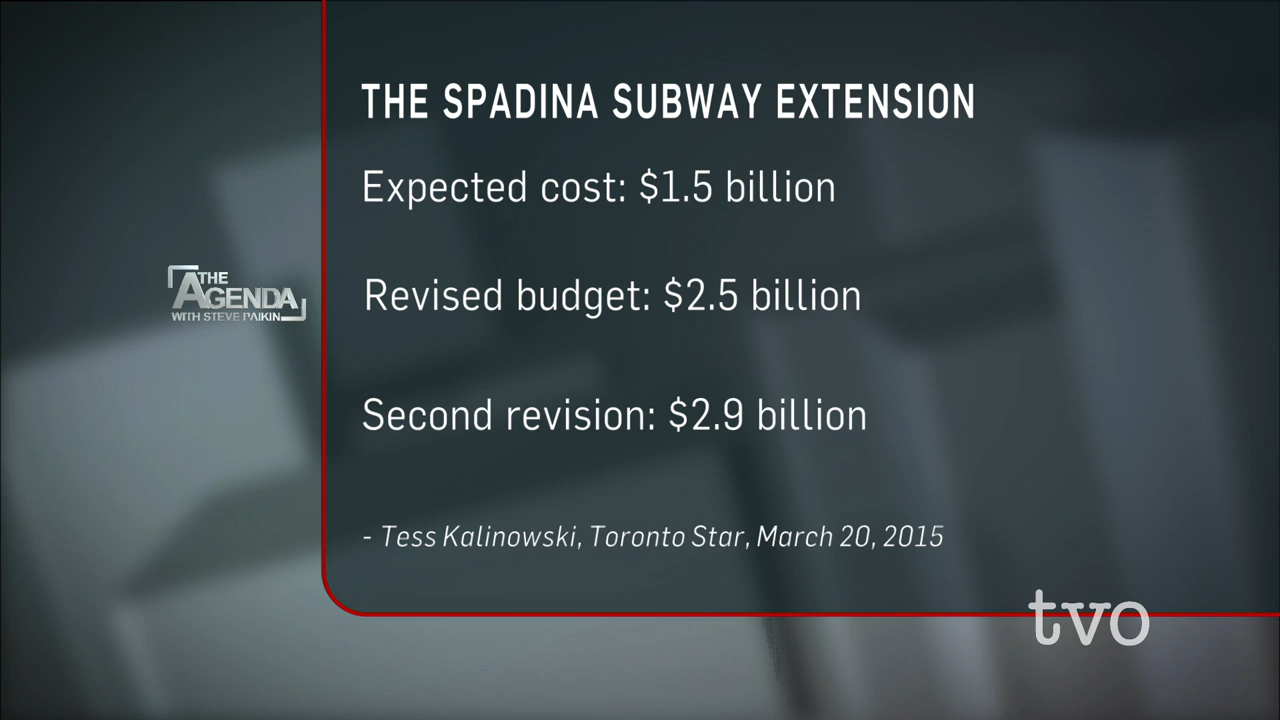 THE SPADINA SUBWAY EXTENSION
Expected cost: $1.5 billion
Revised budget: $2.5 billion
Second revision: $2.9 billion
- Tess Kalinowski, Toronto Star, March 20, 2015
THE
AGENDA
WITH STEVE PAIKIN
tvo